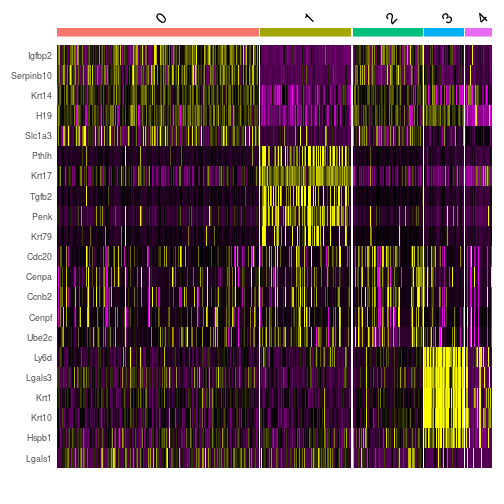 0 1 2 3 4
Igfbp2
Serpinb10
Krt14
H19
Slc1a3
Pthlh
Krt17
Tgfb2
Penk
Krt79
Cdc20
Cenpa
Ccnb2
Cenpf
Ube2c
Ly6d
Lgals3
Krt1
Krt10
Hspb1
Lgals1